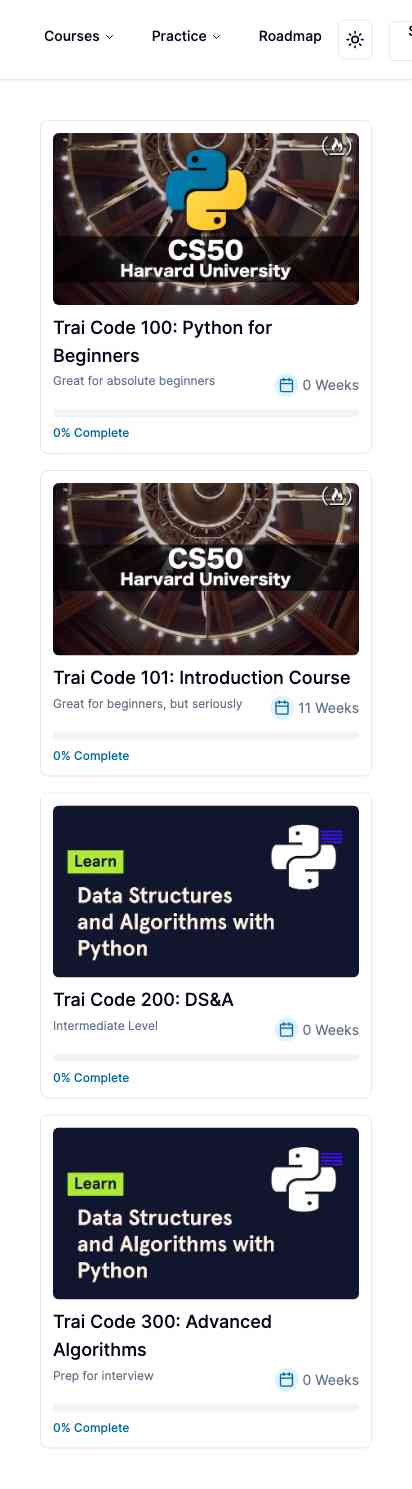 Courses
Practice
Roadmap
CS50
Harvard University
Trai Code 100: Python for
Beginners
Great for absolute beginners
0 Weeks
0% Complete
CS50
Harvard University
Trai Code 101: Introduction Course
Great for beginners, but seriously
11 Weeks
0% Complete
Learn
Data Structures
and Algorithms with
Python
Trai Code 200: DS&A
Intermediate Level
0 Weeks
0% Complete
Learn
Data Structures
and Algorithms with
Python
Trai Code 300: Advanced
Algorithms
Prep for interview
0 Weeks
0% Complete